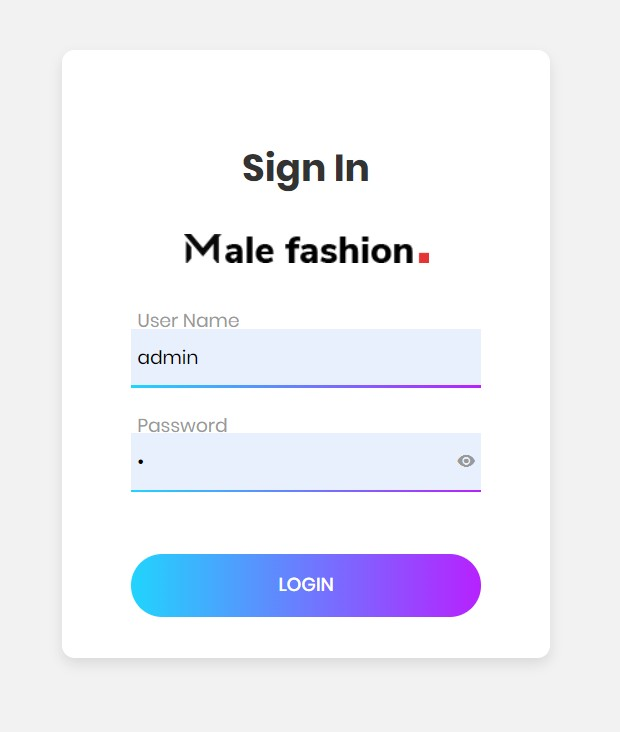 Sign In
Male fashion.
User Name
admin
Password
•
LOGIN